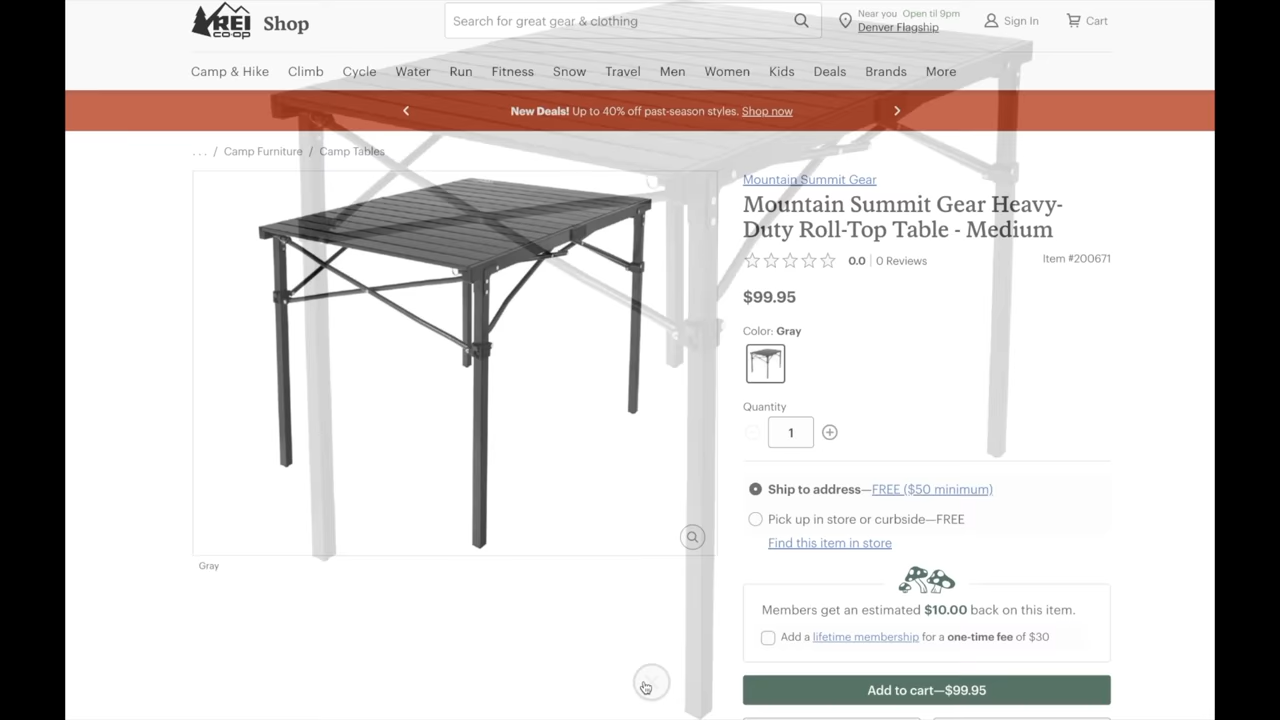 REI
CO·OP
Shop
Search for great gear & clothing
Near you Open til 9pm
Denver Flagship
Sign In
Cart
Camp & Hike Climb Cycle Water Run Fitness Snow Travel Men Women Kids Deals Brands More
New Deals! Up to 40% off past-season styles. Shop now
... / Camp Furniture / Camp Tables
Mountain Summit Gear
Mountain Summit Gear Heavy-
Duty Roll-Top Table - Medium
0.0 | 0 Reviews
Item #200671
$99.95
Color: Gray
Quantity
1
Ship to address—FREE ($50 minimum)
Pick up in store or curbside—FREE
Find this item in store
Gray
Members get an estimated $10.00 back on this item.
Add a lifetime membership for a one-time fee of $30
Add to cart—$99.95